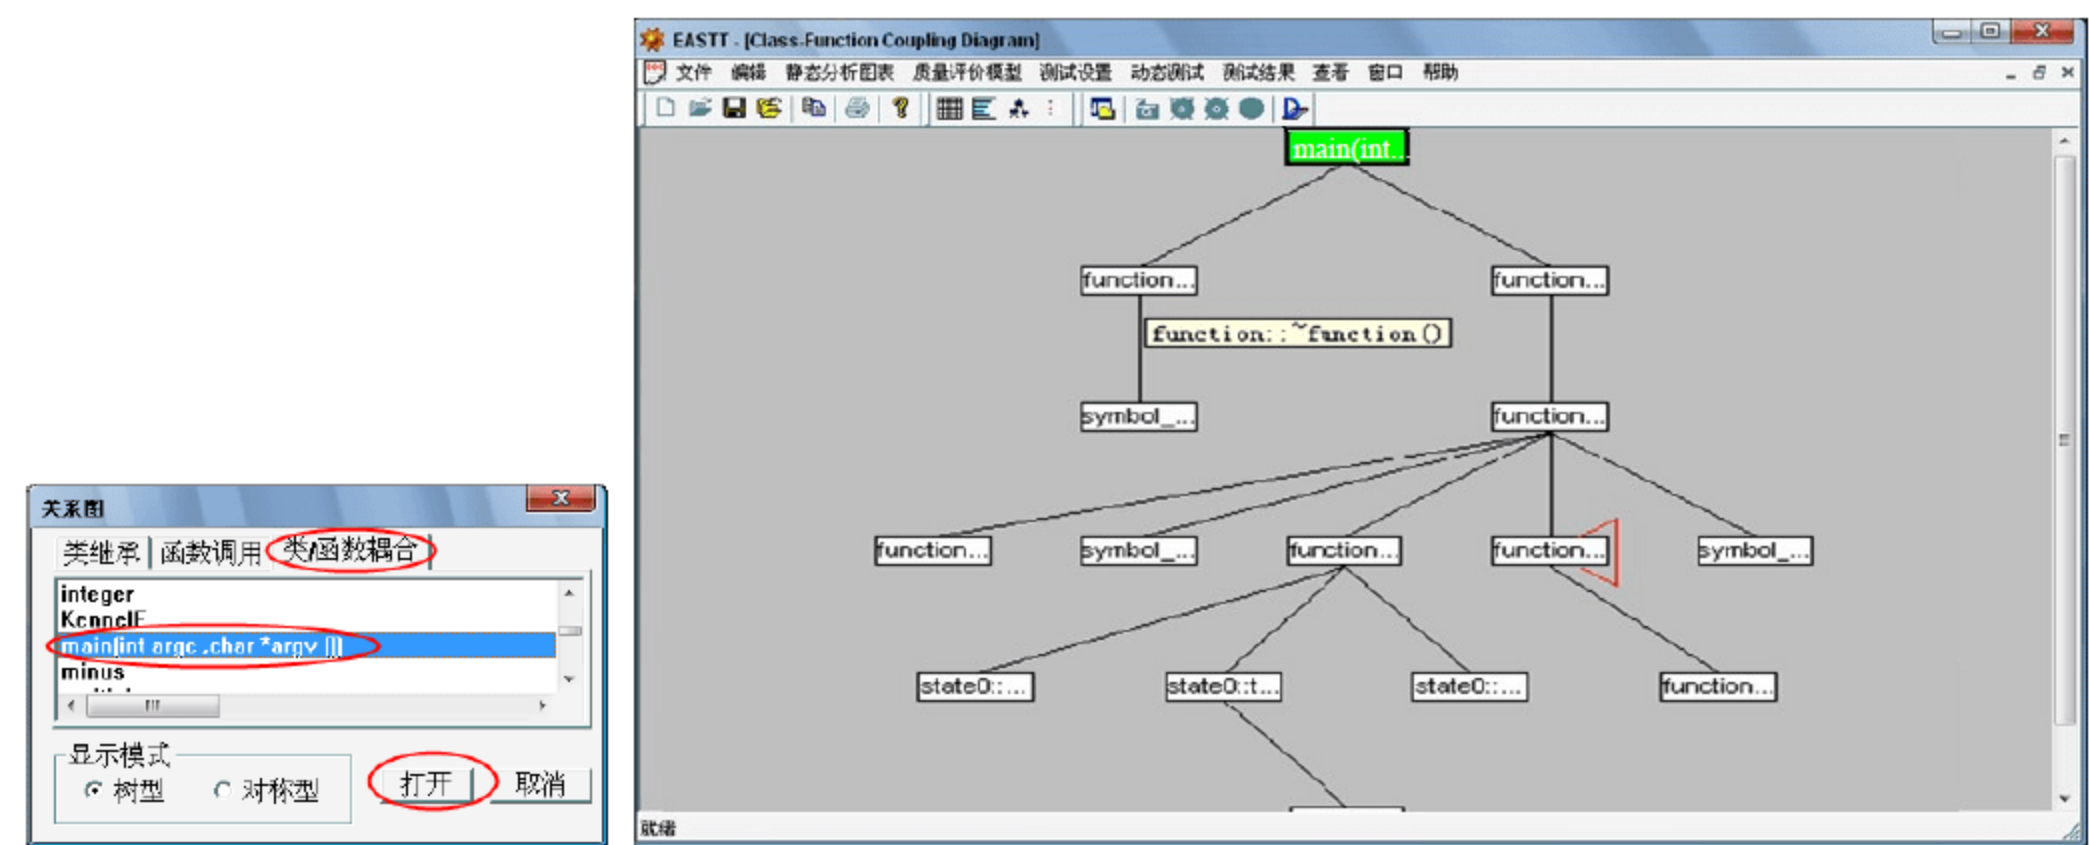 关系图
类继承 函数调用 类/函数耦合
integer
KennelF
main(int argc ,char *argv [])
minus
显示模式
树型 对称型
打开 取消
EASTT - [Class-Function Coupling Diagram]
文件 编辑 静态分析图表 质量评价模型 测试设置 动态测试 测试结果 查看 窗口 帮助
main(int...
function... function...
function::~function()
symbol_... function...
function... symbol_... function... function... symbol_...
state0::... state0::t... state0::... function...
就绪